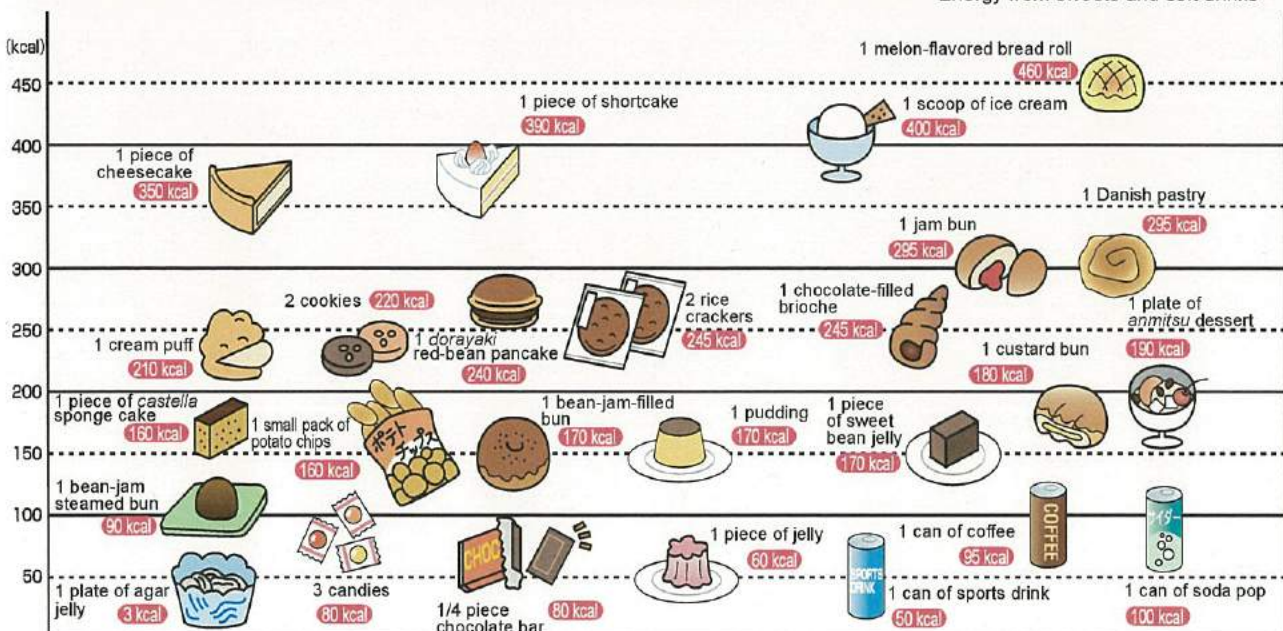 (kcal)
450
400
350
300
250
200
150
100
50
1 melon-flavored bread roll
460 kcal
1 piece of shortcake
390 kcal
1 scoop of ice cream
400 kcal
1 piece of
cheesecake
350 kcal
1 Danish pastry
295 kcal
1 jam bun
295 kcal
2 cookies
220 kcal
1 dorayaki
red-bean pancake
240 kcal
2 rice
crackers
245 kcal
1 chocolate-filled
brioche
245 kcal
1 plate of
anmitsu dessert
190 kcal
1 cream puff
210 kcal
1 custard bun
180 kcal
1 piece of castella
sponge cake
160 kcal
1 small pack of
potato chips
160 kcal
ポテト
チップス
1 bean-jam-filled
bun
170 kcal
1 pudding
170 kcal
1 piece
of sweet
bean jelly
170 kcal
1 bean-jam
steamed bun
90 kcal
1 plate of agar
jelly
3 kcal
3 candies
80 kcal
CHOC
1/4 piece
chocolate bar
80 kcal
1 piece of jelly
60 kcal
SPORTS
DRINK
1 can of sports drink
50 kcal
1 can of coffee
95 kcal
COFFEE
サイダー
1 can of soda pop
100 kcal